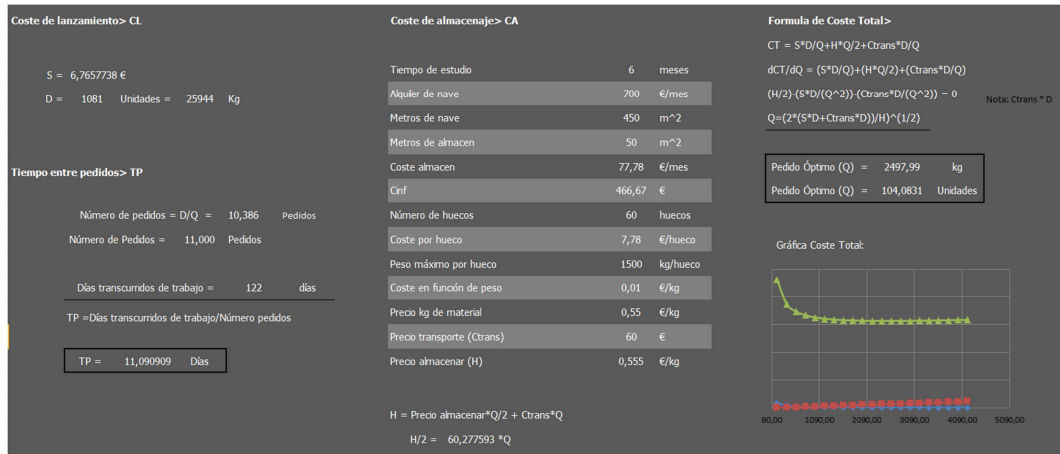 Coste de lanzamiento> CL
S = 6,7657738 €
D = 1081 Unidades = 25944 Kg
Tiempo entre pedidos> TP
Número de pedidos = D/Q = 10,386 Pedidos
Número de Pedidos = 11,000 Pedidos
Días transcurridos de trabajo = 122 días
TP =Días transcurridos de trabajo/Número pedidos
TP = 11,090909 Días
Coste de almacenaje> CA
Tiempo de estudio 6 meses
Alquiler de nave 700 €/mes
Metros de nave 450 m^2
Metros de almacen 50 m^2
Coste almacen 77,78 €/mes
Cinf 466,67 €
Número de huecos 60 huecos
Coste por hueco 7,78 €/hueco
Peso máximo por hueco 1500 kg/hueco
Coste en función de peso 0,01 €/kg
Precio kg de material 0,55 €/kg
Precio transporte (Ctrans) 60 €
Precio almacenar (H) 0,555 €/kg
H = Precio almacenar*Q/2 + Ctrans*Q
H/2 = 60,277593 *Q
Formula de Coste Total>
CT = S*D/Q+H*Q/2+Ctrans*D/Q
dCT/dQ = (S*D/Q)+(H*Q/2)+(Ctrans*D/Q)
(H/2)-(S*D/(Q^2))-(Ctrans*D/(Q^2)) = 0
Nota: Ctrans * D
Q=(2*(S*D+Ctrans*D))/H)^(1/2)
Pedido Óptimo (Q) = 2497,99 kg
Pedido Óptimo (Q) = 104,0831 Unidades
Gráfica Coste Total:
90,00 1090,00 2090,00 3090,00 4090,00 5090,00